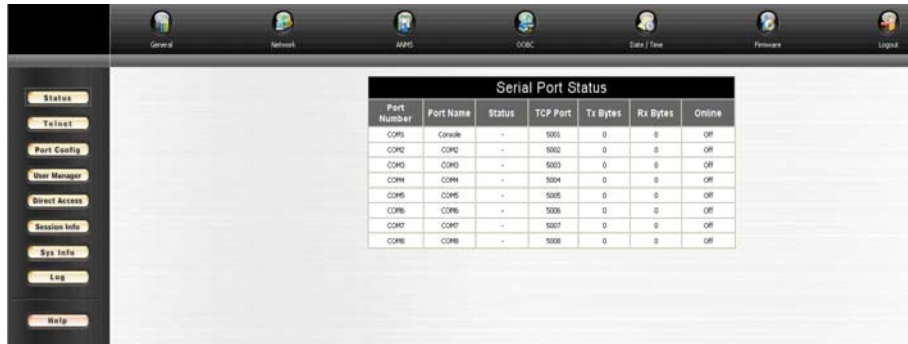 General Network ANMS OOBC Date / Time Firmware Logout
Status
Telnet
Port Config
User Manager
Direct Access
Session Info
Sys Info
Log
Help
Serial Port Status
Port Number Port Name Status TCP Port Tx Bytes Rx Bytes Online
COM1 Console - 5001 0 0 Off
COM2 COM2 - 5002 0 0 Off
COM3 COM3 - 5003 0 0 Off
COM4 COM4 - 5004 0 0 Off
COM5 COM5 - 5005 0 0 Off
COM6 COM6 - 5006 0 0 Off
COM7 COM7 - 5007 0 0 Off
COM8 COM8 - 5008 0 0 Off